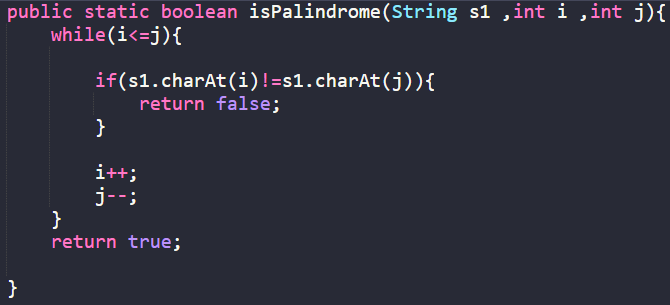 public static boolean isPalindrome(String s1 ,int i ,int j){
while(i<=j){
if(s1.charAt(i)!=s1.charAt(j)){
return false;
}
i++;
j--;
}
return true;
}